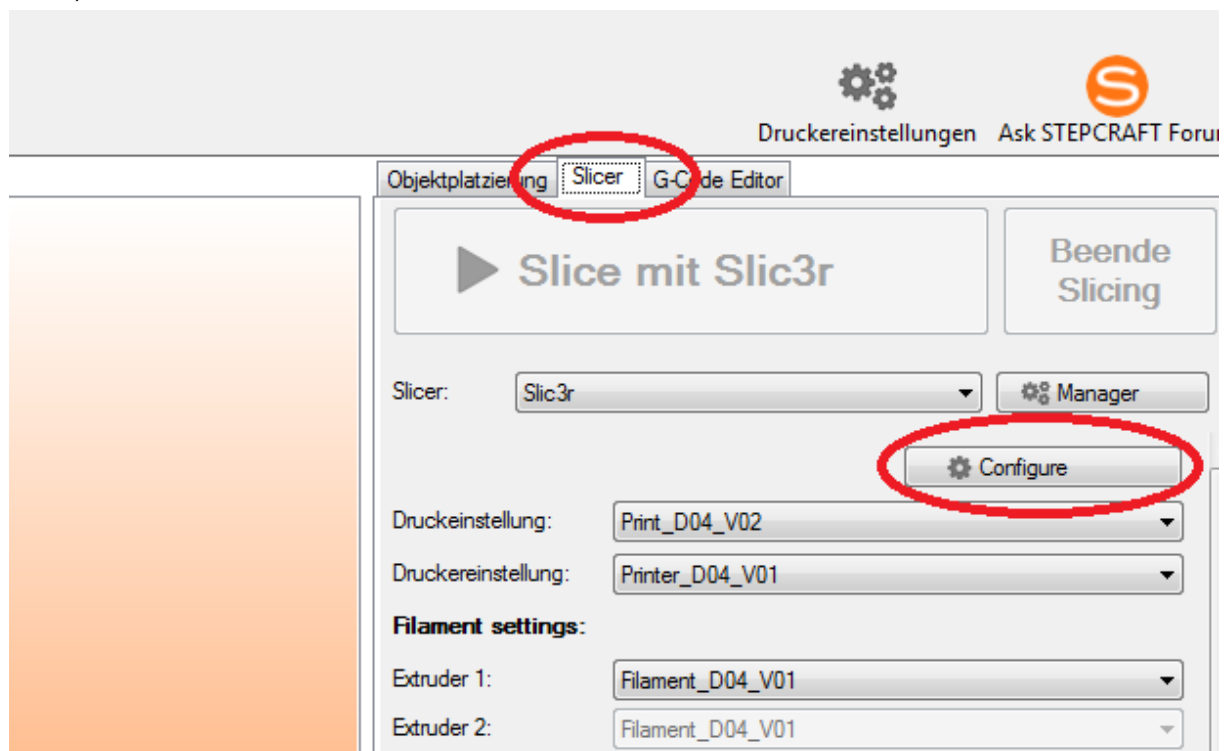 Druckereinstellungen Ask STEPCRAFT Foru
Objektplatzierung Slicer G-Code Editor
Slice mit Slic3r
Beende
Slicing
Slicer: Slic3r Manager
Configure
Druckeinstellung: Print_D04_V02
Druckereinstellung: Printer_D04_V01
Filament settings:
Extruder 1: Filament_D04_V01
Extruder 2: Filament_D04_V01